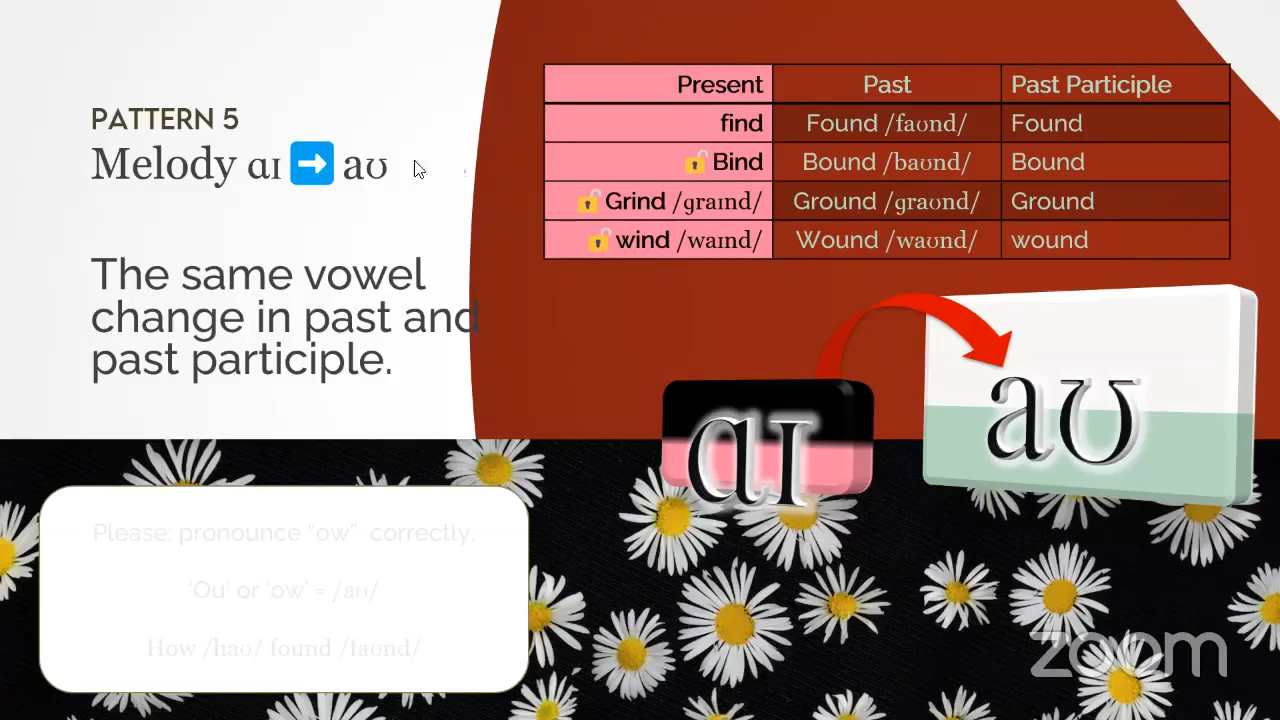 PATTERN 5
Melody ɑɪ ➡ aʊ
The same vowel
change in past and
past participle.
Present Past Past Participle
find Found /faʊnd/ Found
🔓 Bind Bound /baʊnd/ Bound
🔓 Grind /graɪnd/ Ground /graʊnd/ Ground
🔓 wind /waɪnd/ Wound /waʊnd/ wound
ɑɪ
aʊ
Please: pronounce “ow” correctly.
‘Ou’ or ‘ow’ = /aʊ/
How /haʊ/ found /faʊnd/
zoom